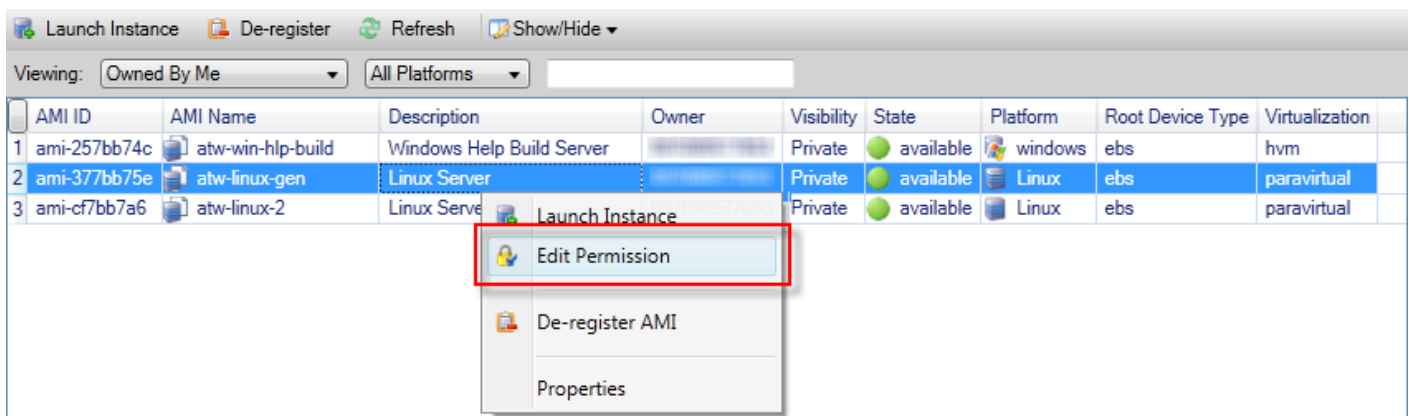 Launch Instance De-register Refresh Show/Hide
Viewing: Owned By Me All Platforms
AMI ID AMI Name Description Owner Visibility State Platform Root Device Type Virtualization
1 ami-257bb74c atw-win-hlp-build Windows Help Build Server Private available windows ebs hvm
2 ami-377bb75e atw-linux-gen Linux Server Private available Linux ebs paravirtual
3 ami-cf7bb7a6 atw-linux-2 Linux Serve Private available Linux ebs paravirtual
Launch Instance
Edit Permission
De-register AMI
Properties